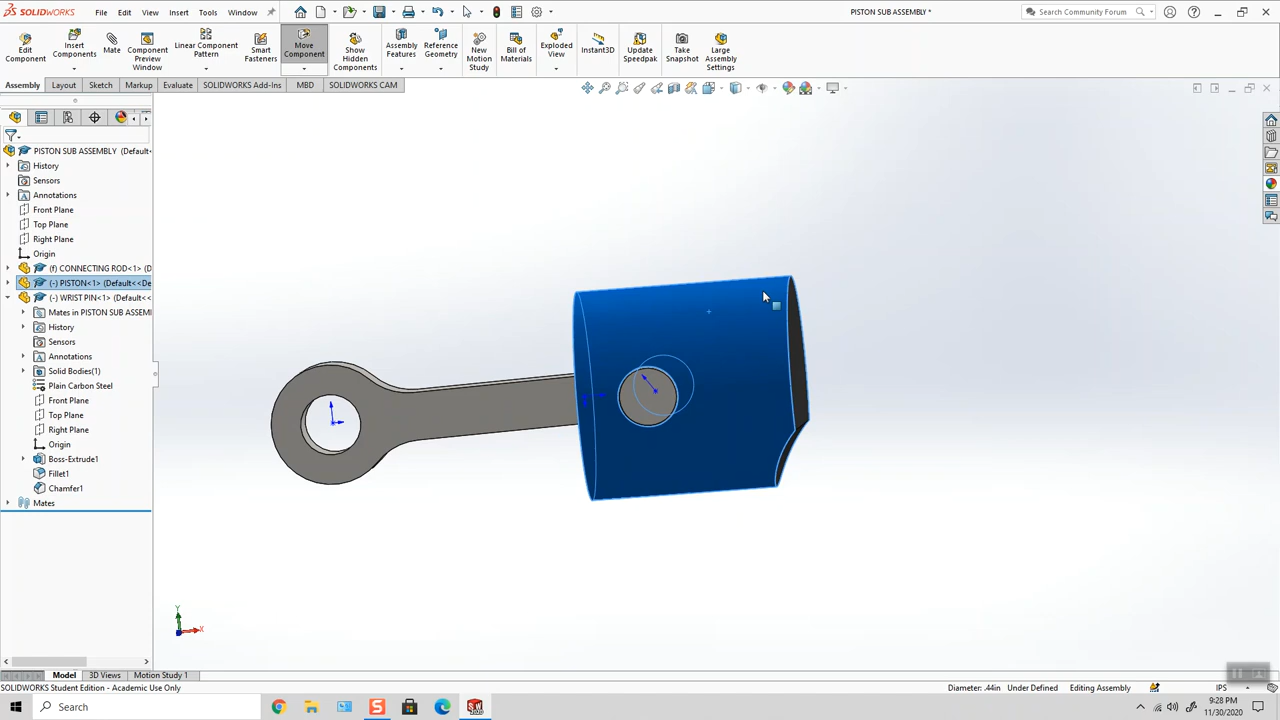 SOLIDWORKS File Edit View Insert Tools Window PISTON SUB ASSEMBLY * Search Community Forum
Edit Component
Insert Components
Mate
Component Preview Window
Linear Component Pattern
Smart Fasteners
Move Component
Show Hidden Components
Assembly Features
Reference Geometry
New Motion Study
Bill of Materials
Exploded View
Instant3D
Update Speedpak
Take Snapshot
Large Assembly Settings
Assembly Layout Sketch Markup Evaluate SOLIDWORKS Add-Ins MBD SOLIDWORKS CAM
PISTON SUB ASSEMBLY (Default<
History
Sensors
Annotations
Front Plane
Top Plane
Right Plane
Origin
(f) CONNECTING ROD<1> (D
(-) PISTON<1> (Default<<De
(-) WRIST PIN<1> (Default<<
Mates in PISTON SUB ASSEMI
History
Sensors
Annotations
Solid Bodies(1)
Plain Carbon Steel
Front Plane
Top Plane
Right Plane
Origin
Boss-Extrude1
Fillet1
Chamfer1
Mates
Y
X
Model 3D Views Motion Study 1
SOLIDWORKS Student Edition - Academic Use Only Diameter: .44in Under Defined Editing Assembly IPS
Search
9:28 PM
11/30/2020